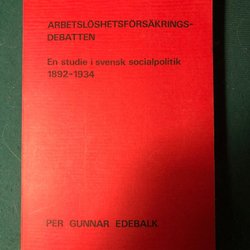 ARBETSLÖSHETSFÖRSÄKRINGS-
DEBATTEN
En studie i svensk socialpolitik
1892-1934
PER GUNNAR EDEBALK